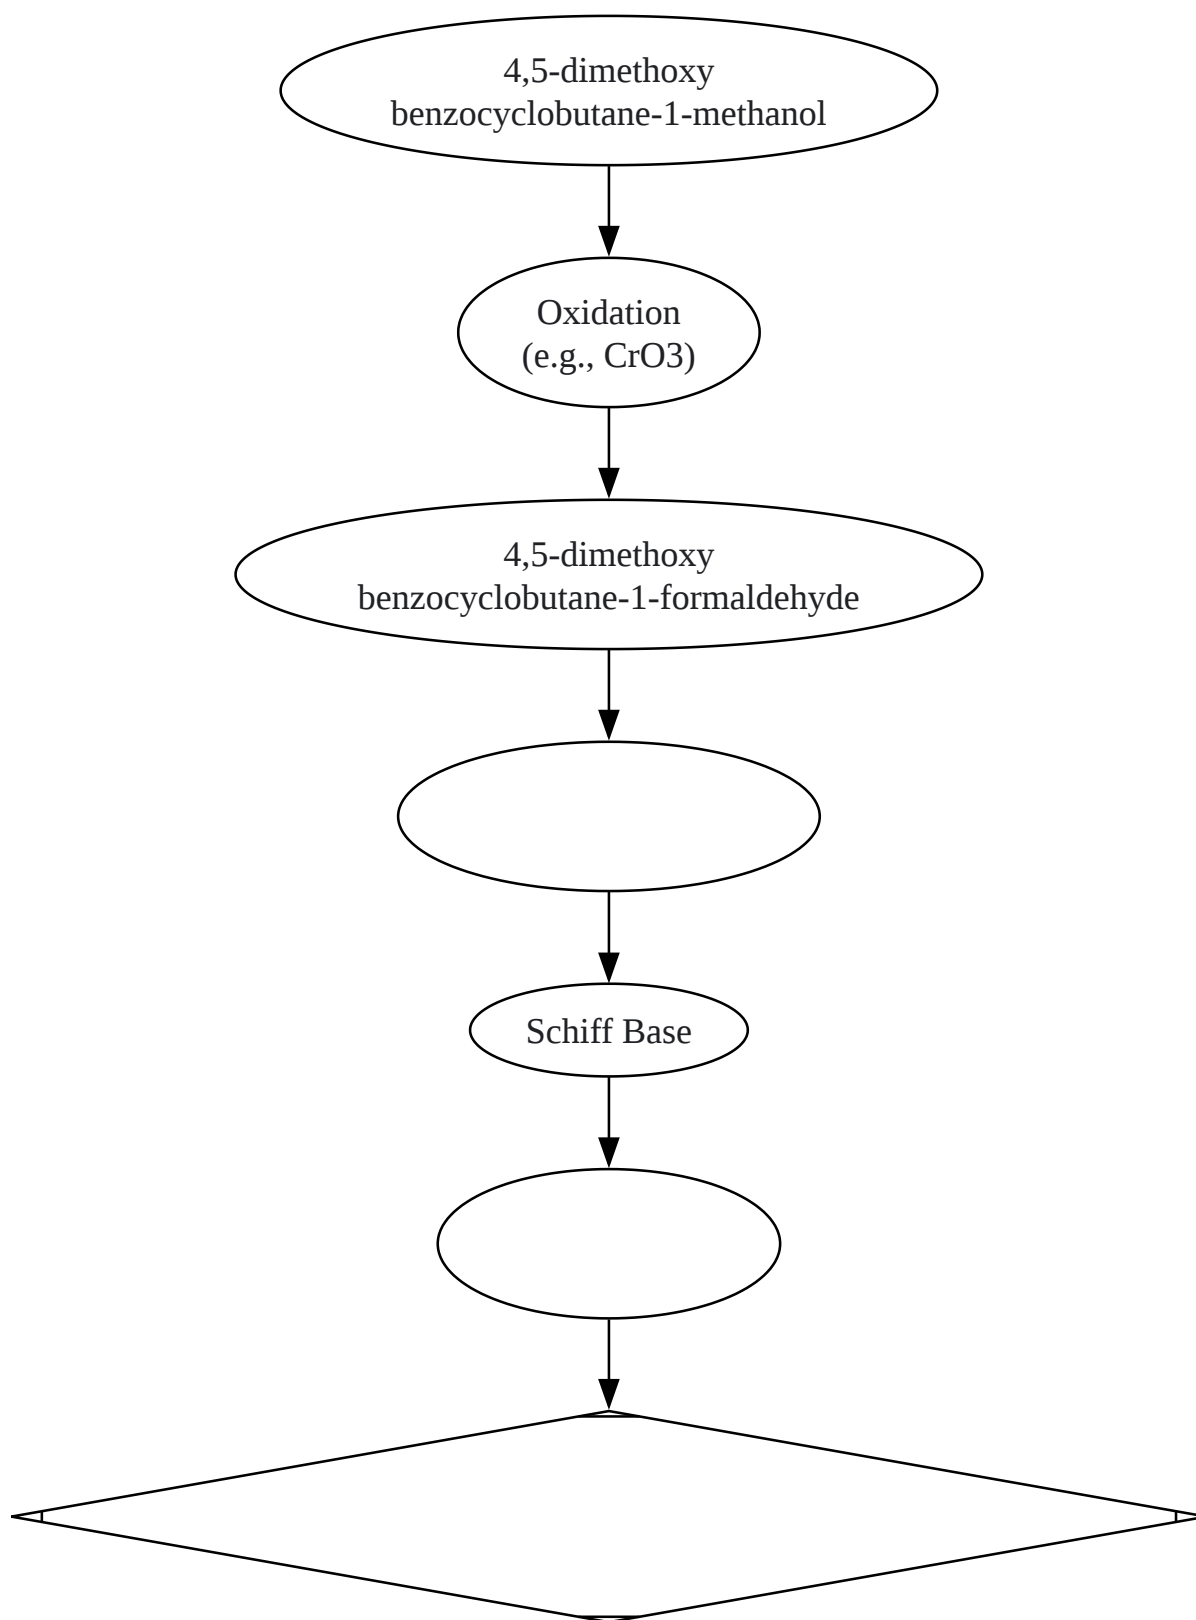 4,5-dimethoxy
benzocyclobutane-1-methanol
Oxidation
(e.g., CrO3)
4,5-dimethoxy
benzocyclobutane-1-formaldehyde
Schiff Base